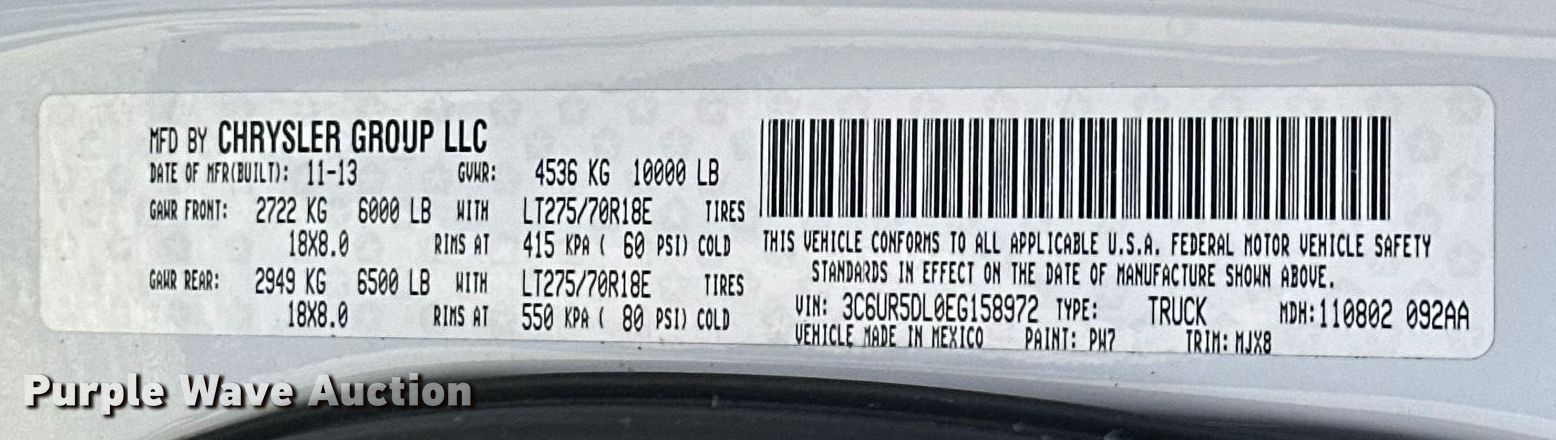 MFD BY CHRYSLER GROUP LLC
DATE OF MFR(BUILT): 11-13 GVWR: 4536 KG 10000 LB
GAWR FRONT: 2722 KG 6000 LB WITH LT275/70R18E TIRES
18X8.0 RIMS AT 415 KPA ( 60 PSI) COLD
GAWR REAR: 2949 KG 6500 LB WITH LT275/70R18E TIRES
18X8.0 RIMS AT 550 KPA ( 80 PSI) COLD
THIS VEHICLE CONFORMS TO ALL APPLICABLE U.S.A. FEDERAL MOTOR VEHICLE SAFETY
STANDARDS IN EFFECT ON THE DATE OF MANUFACTURE SHOWN ABOVE.
VIN: 3C6UR5DL0EG158972 TYPE: TRUCK MDH: 110802 092AA
VEHICLE MADE IN MEXICO PAINT: PW7 TRIM: MJX8
Purple Wave Auction